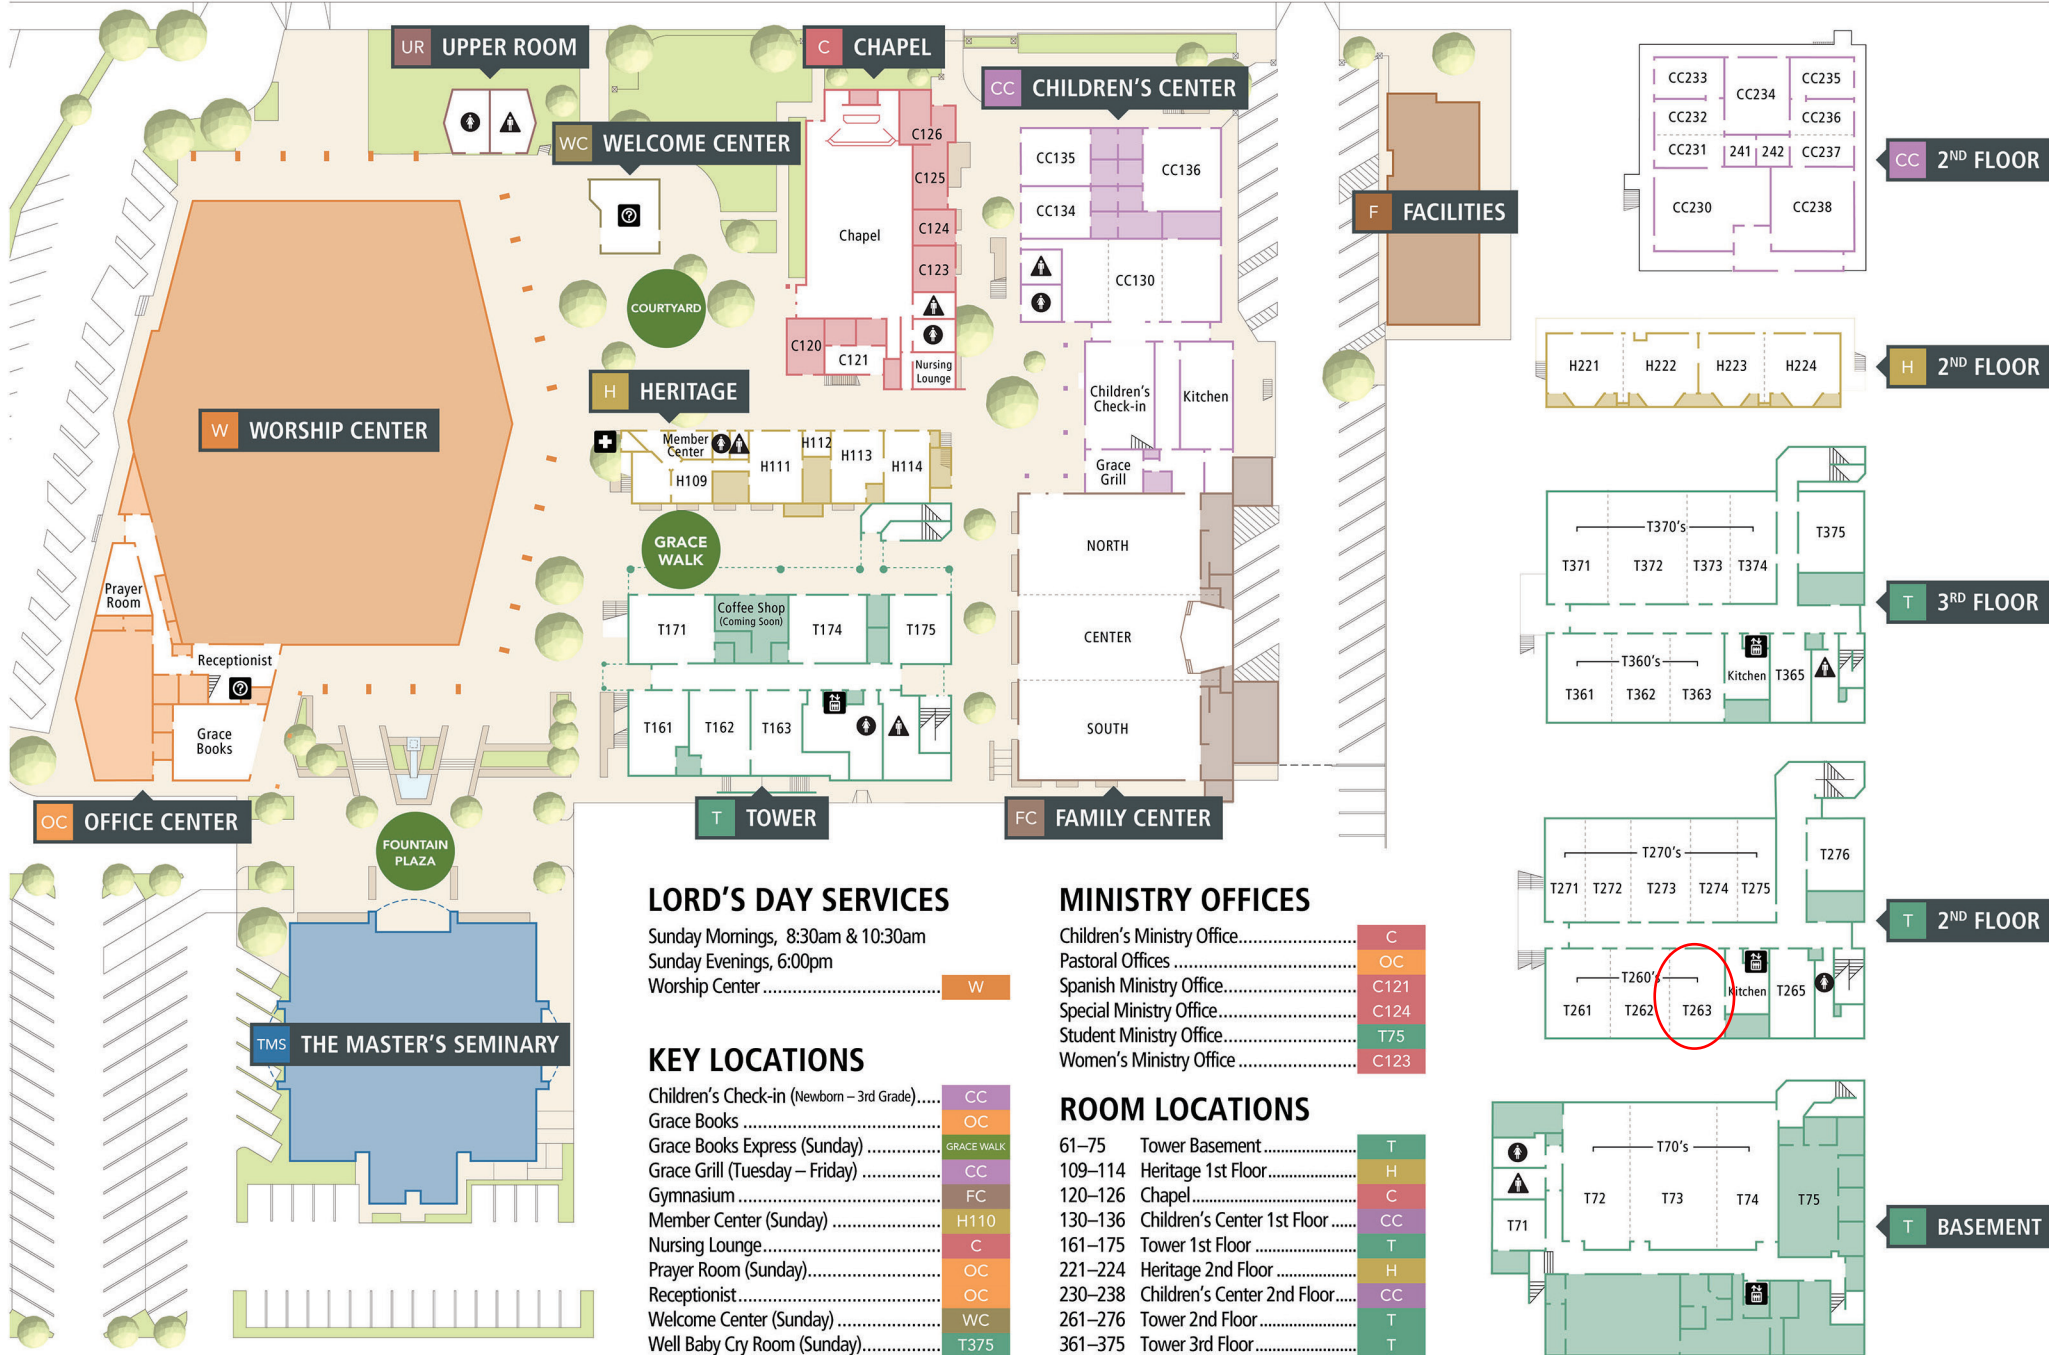 UR UPPER ROOM
C CHAPEL
CC CHILDREN'S CENTER
WC WELCOME CENTER
F FACILITIES
W WORSHIP CENTER
H HERITAGE
OC OFFICE CENTER
T TOWER
FC FAMILY CENTER
TMS THE MASTER'S SEMINARY
COURTYARD
GRACE
WALK
FOUNTAIN
PLAZA
Prayer
Room
Receptionist
Grace
Books
Chapel
C126
C125
C124
C123
C120
C121
Nursing
Lounge
CC135
CC136
CC134
CC130
Children's
Check-in
Kitchen
Grace
Grill
Member
Center
H109
H111
H112
H113
H114
NORTH
CENTER
SOUTH
T171
Coffee Shop
(Coming Soon)
T174
T175
T161
T162
T163
CC 2ND FLOOR
CC233
CC234
CC235
CC232
CC236
CC231
241
242
CC237
CC230
CC238
H 2ND FLOOR
H221
H222
H223
H224
T 3RD FLOOR
T370's
T371
T372
T373
T374
T375
T360's
T361
T362
T363
Kitchen
T365
T 2ND FLOOR
T270's
T271
T272
T273
T274
T275
T276
T260's
T261
T262
T263
Kitchen
T265
T BASEMENT
T70's
T71
T72
T73
T74
T75
LORD'S DAY SERVICES
Sunday Mornings, 8:30am & 10:30am
Sunday Evenings, 6:00pm
Worship Center W
KEY LOCATIONS
Children's Check-in (Newborn – 3rd Grade) CC
Grace Books OC
Grace Books Express (Sunday) GRACE WALK
Grace Grill (Tuesday – Friday) CC
Gymnasium FC
Member Center (Sunday) H110
Nursing Lounge C
Prayer Room (Sunday) OC
Receptionist OC
Welcome Center (Sunday) WC
Well Baby Cry Room (Sunday) T375
MINISTRY OFFICES
Children's Ministry Office C
Pastoral Offices OC
Spanish Ministry Office C121
Special Ministry Office C124
Student Ministry Office T75
Women's Ministry Office C123
ROOM LOCATIONS
61–75 Tower Basement T
109–114 Heritage 1st Floor H
120–126 Chapel C
130–136 Children's Center 1st Floor CC
161–175 Tower 1st Floor T
221–224 Heritage 2nd Floor H
230–238 Children's Center 2nd Floor CC
261–276 Tower 2nd Floor T
361–375 Tower 3rd Floor T